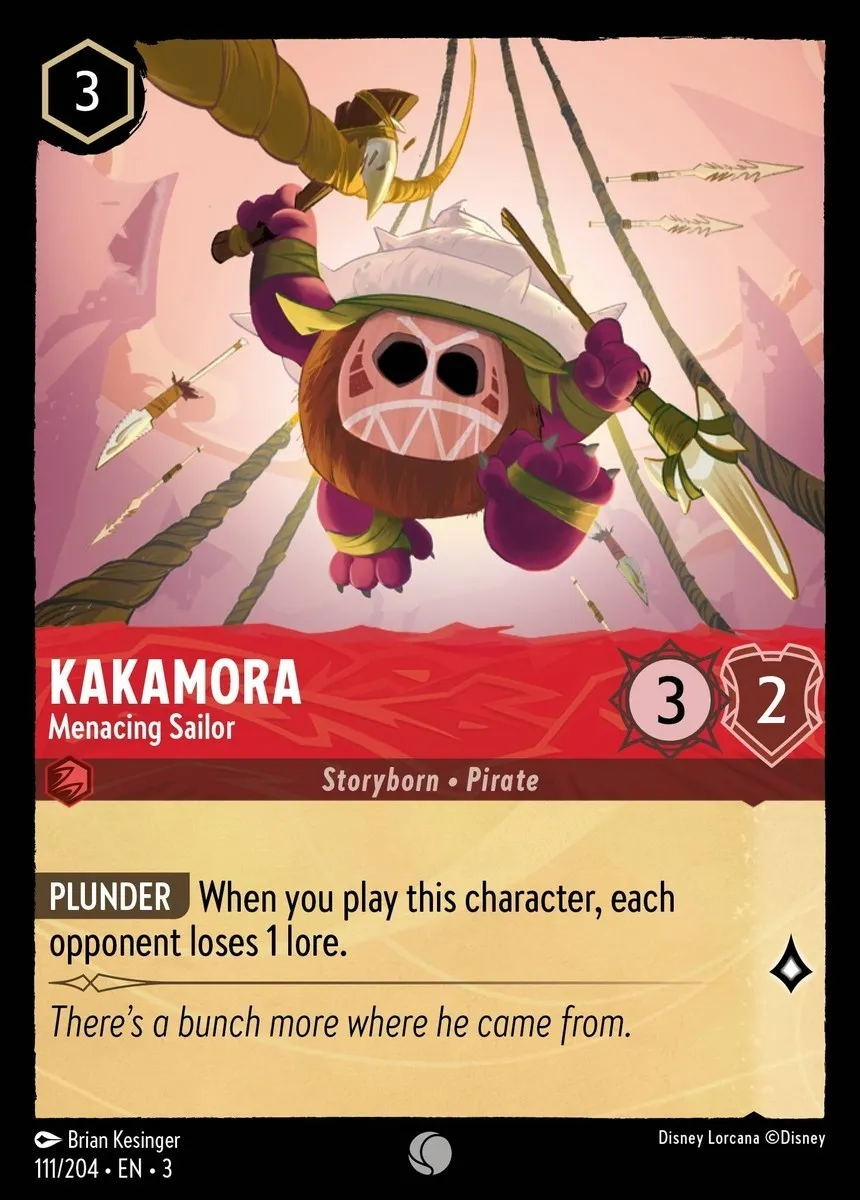 3
KAKAMORA
Menacing Sailor
3
2
Storyborn • Pirate
PLUNDER When you play this character, each
opponent loses 1 lore.
There's a bunch more where he came from.
Brian Kesinger
111/204 • EN • 3
Disney Lorcana ©Disney